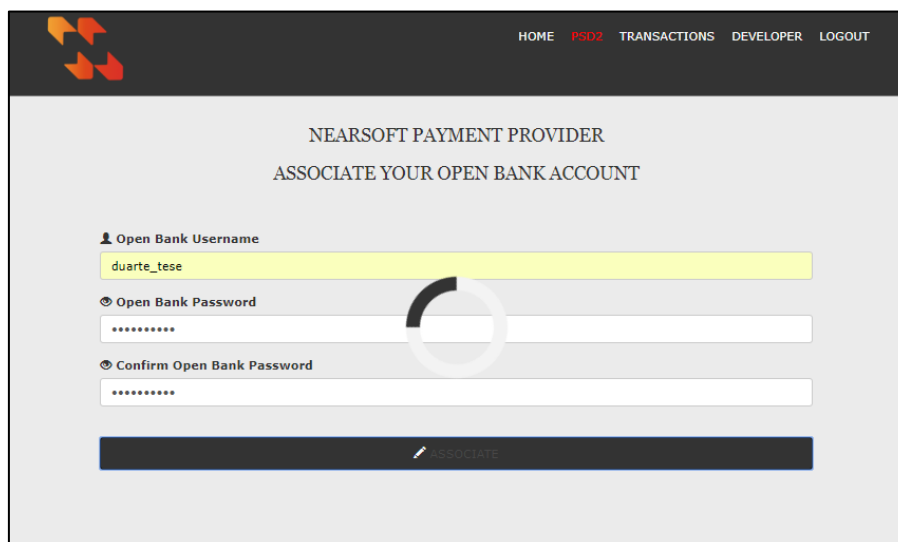 HOME PSD2 TRANSACTIONS DEVELOPER LOGOUT
NEARSOFT PAYMENT PROVIDER
ASSOCIATE YOUR OPEN BANK ACCOUNT
Open Bank Username
duarte_tese
Open Bank Password
••••••••••
Confirm Open Bank Password
••••••••••
ASSOCIATE